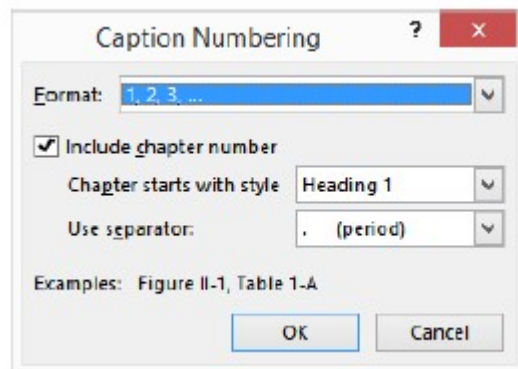 Caption Numbering ? ×
Format: 1, 2, 3, ...
Include chapter number
Chapter starts with style Heading 1
Use separator: . (period)
Examples: Figure II-1, Table 1-A
OK Cancel